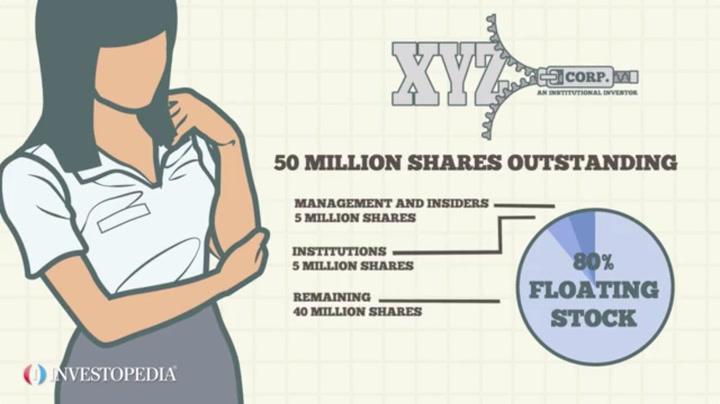 XYZ CORP.
AN INSTITUTIONAL INVENTOR
50 MILLION SHARES OUTSTANDING
MANAGEMENT AND INSIDERS
5 MILLION SHARES
INSTITUTIONS
5 MILLION SHARES
REMAINING
40 MILLION SHARES
80%
FLOATING
STOCK
INVESTOPEDIA